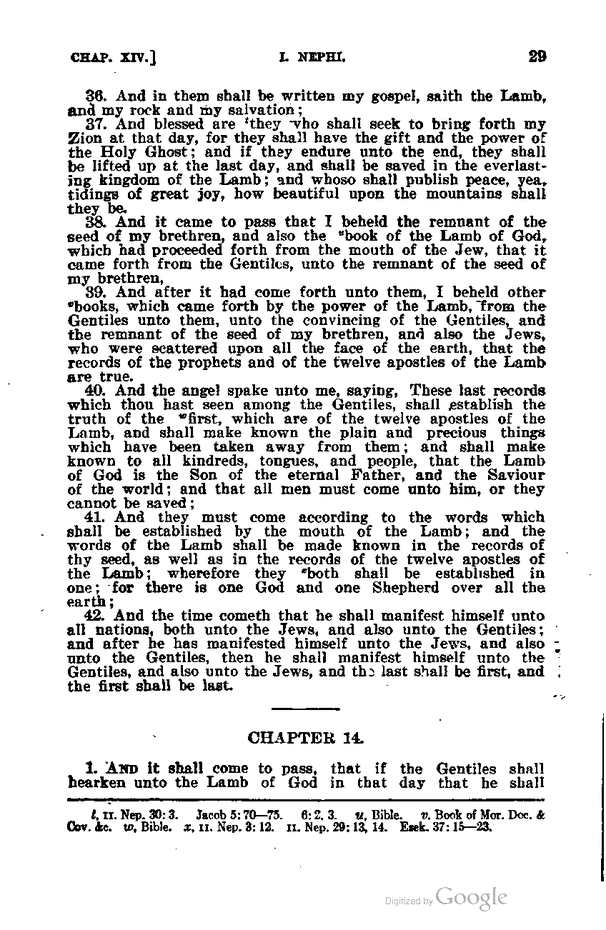 CHAP. XIV.] I. NEPHI. 29
36. And in them shall be written my gospel, saith the Lamb,
and my rock and my salvation;
37. And blessed are ᵗthey who shall seek to bring forth my
Zion at that day, for they shall have the gift and the power of
the Holy Ghost; and if they endure unto the end, they shall
be lifted up at the last day, and shall be saved in the everlast-
ing kingdom of the Lamb; and whoso shall publish peace, yea,
tidings of great joy, how beautiful upon the mountains shall
they be.
38. And it came to pass that I beheld the remnant of the
seed of my brethren, and also the ᵘbook of the Lamb of God,
which had proceeded forth from the mouth of the Jew, that it
came forth from the Gentiles, unto the remnant of the seed of
my brethren,
39. And after it had come forth unto them, I beheld other
ᵛbooks, which came forth by the power of the Lamb, from the
Gentiles unto them, unto the convincing of the Gentiles, and
the remnant of the seed of my brethren, and also the Jews,
who were scattered upon all the face of the earth, that the
records of the prophets and of the twelve apostles of the Lamb
are true.
40. And the angel spake unto me, saying, These last records
which thou hast seen among the Gentiles, shall establish the
truth of the ʷfirst, which are of the twelve apostles of the
Lamb, and shall make known the plain and precious things
which have been taken away from them; and shall make
known to all kindreds, tongues, and people, that the Lamb
of God is the Son of the eternal Father, and the Saviour
of the world; and that all men must come unto him, or they
cannot be saved;
41. And they must come according to the words which
shall be established by the mouth of the Lamb; and the
words of the Lamb shall be made known in the records of
thy seed, as well as in the records of the twelve apostles of
the Lamb; wherefore they ˣboth shall be established in
one; for there is one God and one Shepherd over all the
earth;
42. And the time cometh that he shall manifest himself unto
all nations, both unto the Jews, and also unto the Gentiles;
and after he has manifested himself unto the Jews, and also
unto the Gentiles, then he shall manifest himself unto the
Gentiles, and also unto the Jews, and the last shall be first, and
the first shall be last.
CHAPTER 14.
1. AND it shall come to pass, that if the Gentiles shall
hearken unto the Lamb of God in that day that he shall
t, II. Nep. 30: 3. Jacob 5: 70—75. 6: 2, 3. u, Bible. v. Book of Mor. Doc. &
Cov. &c. w, Bible. x, II. Nep. 3: 12. II. Nep. 29: 13, 14. Ezek. 37: 15—23.
Digitized by Google